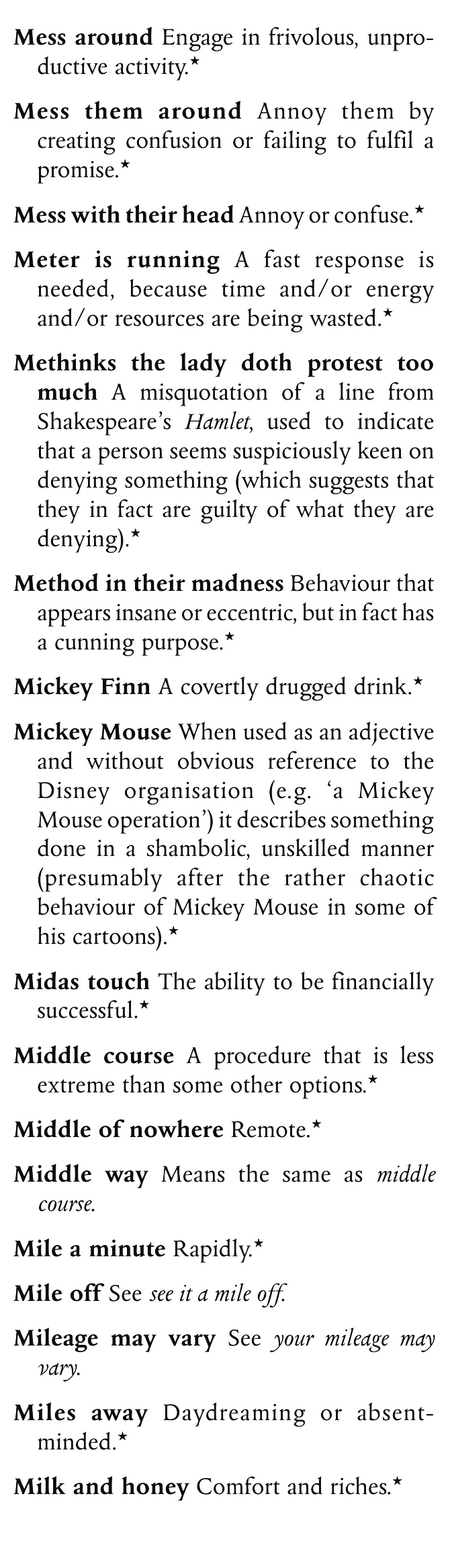 Mess around Engage in frivolous, unpro-
ductive activity.★
Mess them around Annoy them by
creating confusion or failing to fulfil a
promise.★
Mess with their head Annoy or confuse.★
Meter is running A fast response is
needed, because time and/or energy
and/or resources are being wasted.★
Methinks the lady doth protest too
much A misquotation of a line from
Shakespeare’s Hamlet, used to indicate
that a person seems suspiciously keen on
denying something (which suggests that
they in fact are guilty of what they are
denying).★
Method in their madness Behaviour that
appears insane or eccentric, but in fact has
a cunning purpose.★
Mickey Finn A covertly drugged drink.★
Mickey Mouse When used as an adjective
and without obvious reference to the
Disney organisation (e.g. ‘a Mickey
Mouse operation’) it describes something
done in a shambolic, unskilled manner
(presumably after the rather chaotic
behaviour of Mickey Mouse in some of
his cartoons).★
Midas touch The ability to be financially
successful.★
Middle course A procedure that is less
extreme than some other options.★
Middle of nowhere Remote.★
Middle way Means the same as middle
course.
Mile a minute Rapidly.★
Mile off See see it a mile off.
Mileage may vary See your mileage may
vary.
Miles away Daydreaming or absent-
minded.★
Milk and honey Comfort and riches.★